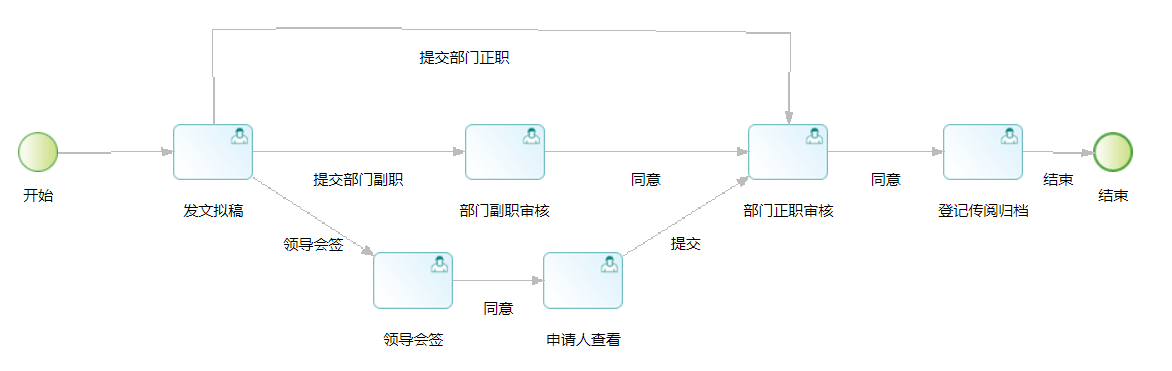 提交部门正职
开始
发文拟稿
提交部门副职
部门副职审核
同意
部门正职审核
同意
登记传阅归档
结束
结束
领导会签
提交
领导会签
同意
申请人查看